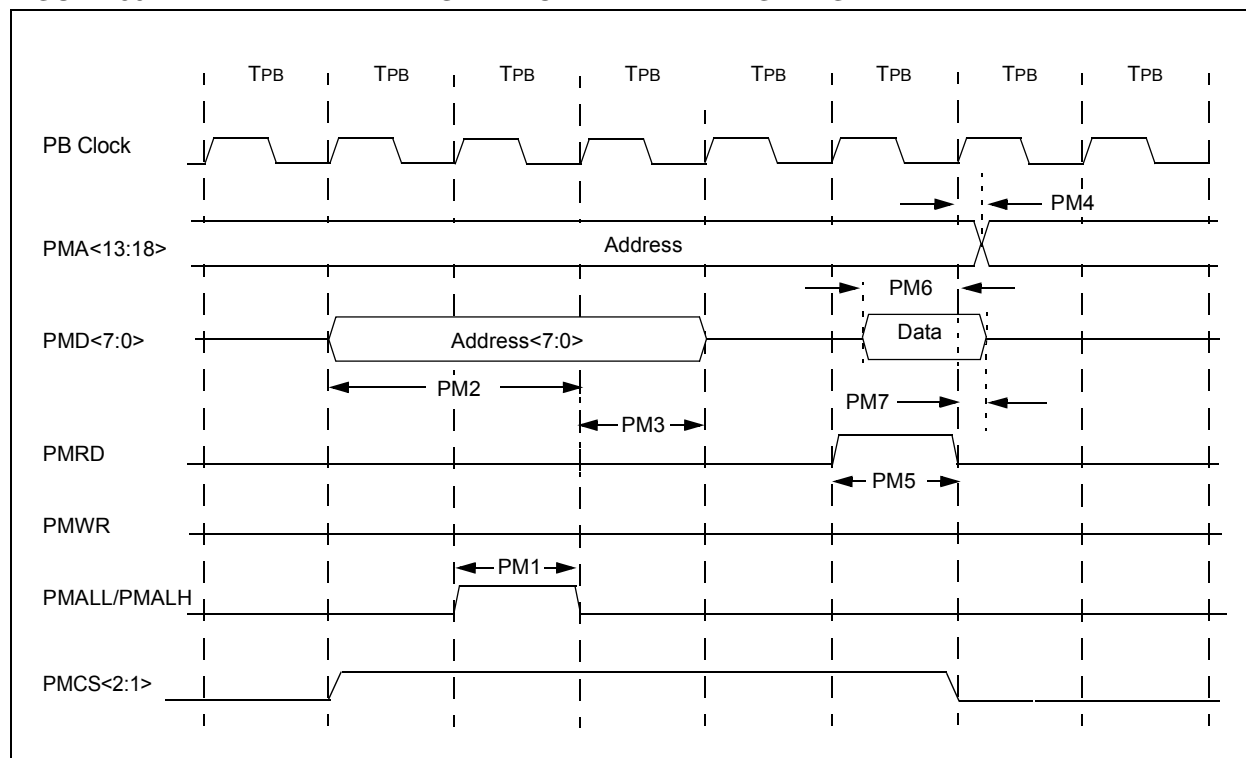 TPB TPB TPB TPB TPB TPB TPB TPB
PB Clock
PM4
PMA<13:18>
Address
PM6
PMD<7:0>
Address<7:0>
Data
PM2
PM7
PM3
PMRD
PM5
PMWR
PM1
PMALL/PMALH
PMCS<2:1>